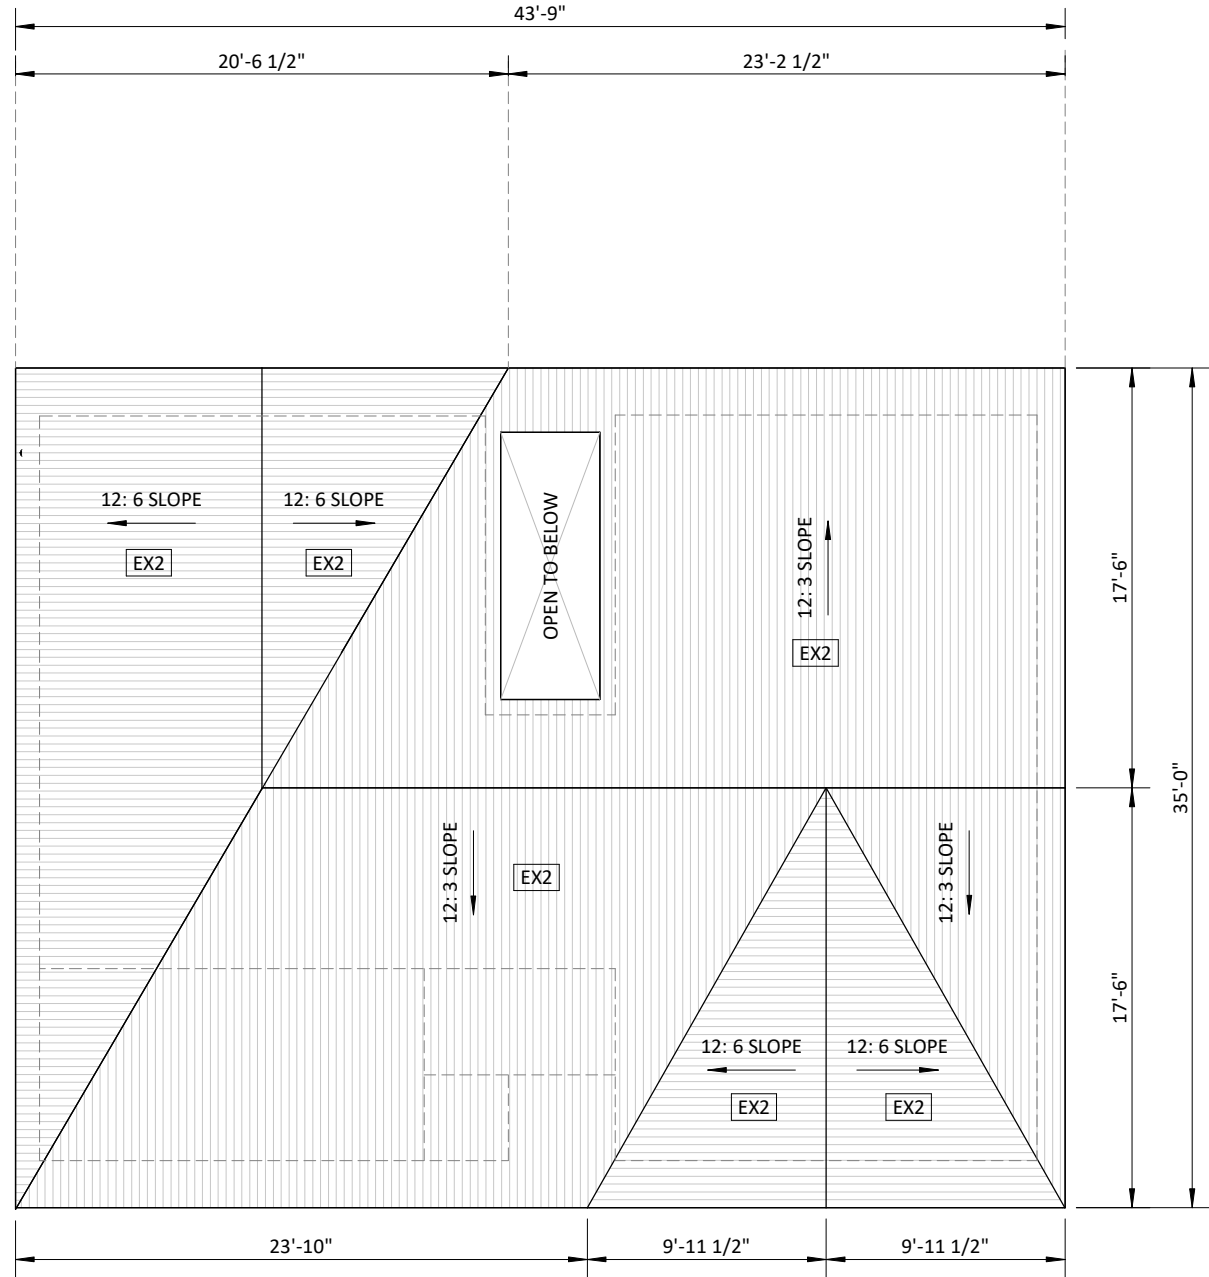 43'-9"
20'-6 1/2"
23'-2 1/2"
12: 6 SLOPE
12: 6 SLOPE
EX2
EX2
OPEN TO BELOW
12: 3 SLOPE
EX2
17'-6"
35'-0"
12: 3 SLOPE
EX2
12: 3 SLOPE
17'-6"
12: 6 SLOPE
12: 6 SLOPE
EX2
EX2
23'-10"
9'-11 1/2"
9'-11 1/2"